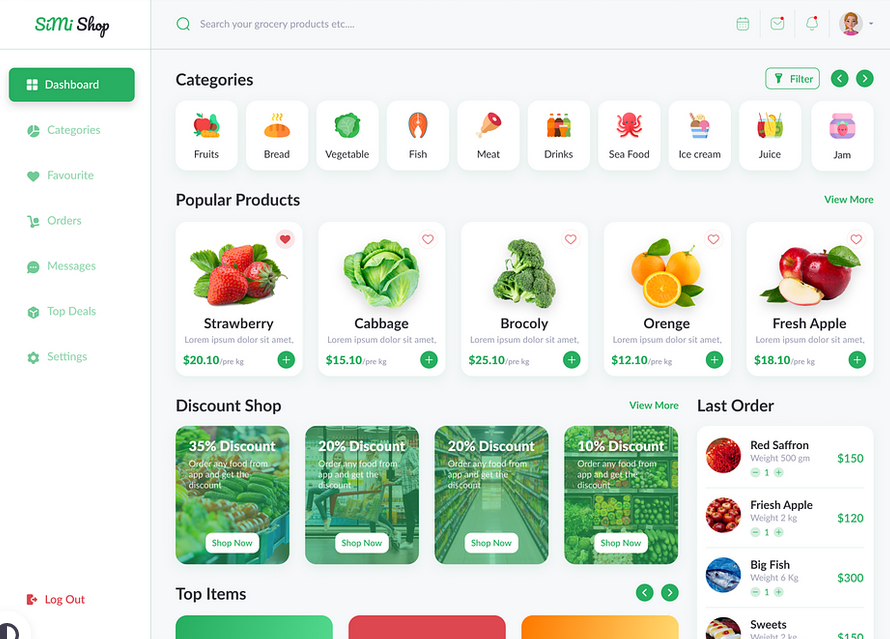 SiMi Shop
Search your grocery products etc....
Dashboard
Categories
Favourite
Orders
Messages
Top Deals
Settings
Log Out
Categories
Filter
Fruits
Bread
Vegetable
Fish
Meat
Drinks
Sea Food
Ice cream
Juice
Jam
Popular Products
View More
Strawberry
Lorem ipsum dolor sit amet,
$20.10/pre kg
Cabbage
Lorem ipsum dolor sit amet,
$15.10/pre kg
Brocoly
Lorem ipsum dolor sit amet,
$25.10/pre kg
Orenge
Lorem ipsum dolor sit amet,
$12.10/pre kg
Fresh Apple
Lorem ipsum dolor sit amet,
$18.10/pre kg
Discount Shop
View More
35% Discount
Order any food from
app and get the
discount
Shop Now
20% Discount
Order any food from
app and get the
discount
Shop Now
20% Discount
Order any food from
app and get the
discount
Shop Now
10% Discount
Order any food from
app and get the
discount
Shop Now
Last Order
Red Saffron
Weight 500 gm
1
$150
Friesh Apple
Weight 2 kg
1
$120
Big Fish
Weight 6 Kg
1
$300
Sweets
Weight 2 kg
$150
Top Items